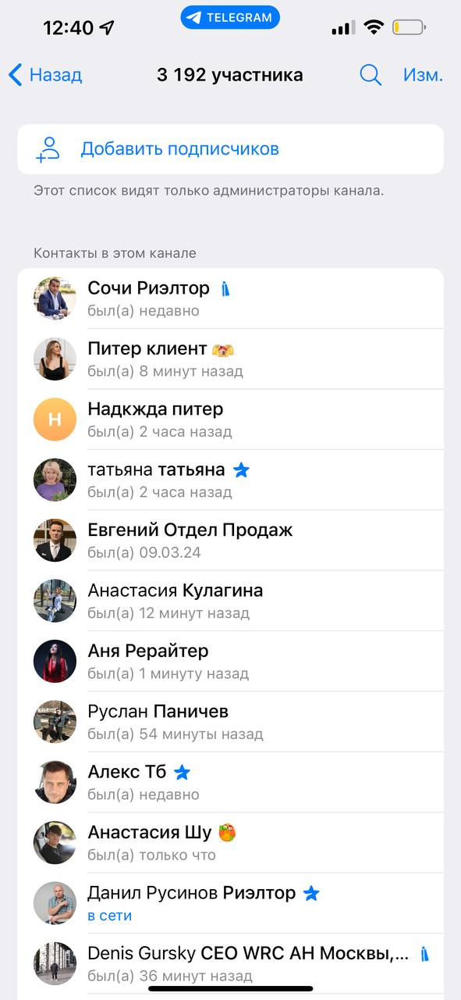 12:40
TELEGRAM
Назад
3 192 участника
Изм.
Добавить подписчиков
Этот список видят только администраторы канала.
Контакты в этом канале
Сочи Риэлтор
был(а) недавно
Питер клиент
был(а) 8 минут назад
Н
Надкжда питер
был(а) 2 часа назад
татьяна татьяна
был(а) 2 часа назад
Евгений Отдел Продаж
был(а) 09.03.24
Анастасия Кулагина
был(а) 12 минут назад
Аня Рерайтер
был(а) 1 минуту назад
Руслан Паничев
был(а) 54 минуты назад
Алекс Тб
был(а) недавно
Анастасия Шу
был(а) только что
Данил Русинов Риэлтор
в сети
Denis Gursky CEO WRC АН Москвы,...
был(а) 36 минут назад